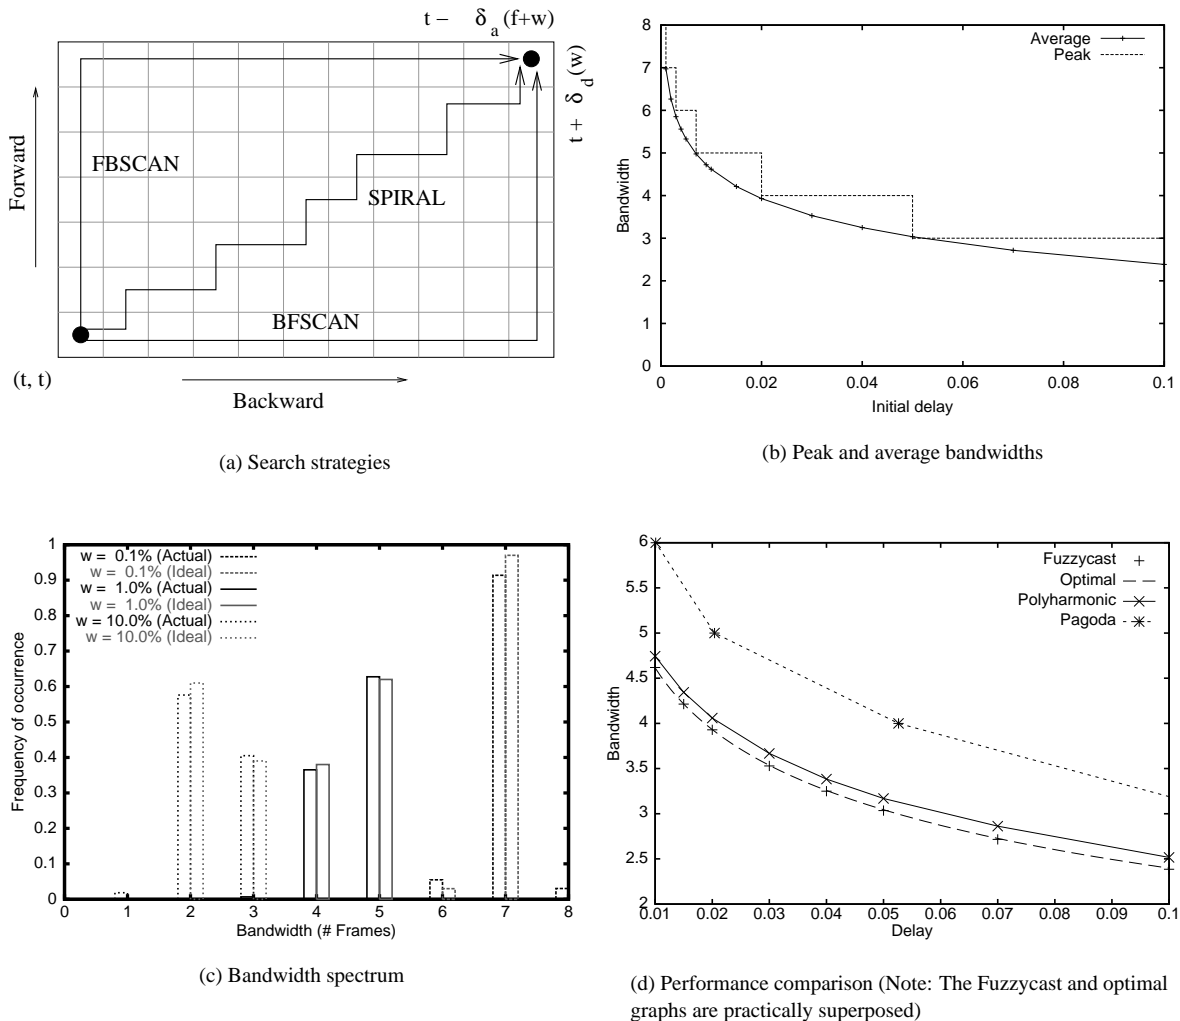 t − δ a (f+w)
t + δ d (w)
Forward
FBSCAN
SPIRAL
BFSCAN
(t, t)
Backward
(a) Search strategies
8
7
6
5
4
3
2
1
0
Bandwidth
Average
Peak
0 0.02 0.04 0.06 0.08 0.1
Initial delay
(b) Peak and average bandwidths
1
0.9
0.8
0.7
0.6
0.5
0.4
0.3
0.2
0.1
0
Frequency of occurrence
w = 0.1% (Actual)
w = 0.1% (Ideal)
w = 1.0% (Actual)
w = 1.0% (Ideal)
w = 10.0% (Actual)
w = 10.0% (Ideal)
0 1 2 3 4 5 6 7 8
Bandwidth (# Frames)
(c) Bandwidth spectrum
6
5.5
5
4.5
4
3.5
3
2.5
2
Bandwidth
Fuzzycast
Optimal
Polyharmonic
Pagoda
0.01 0.02 0.03 0.04 0.05 0.06 0.07 0.08 0.09 0.1
Delay
(d) Performance comparison (Note: The Fuzzycast and optimal
graphs are practically superposed)